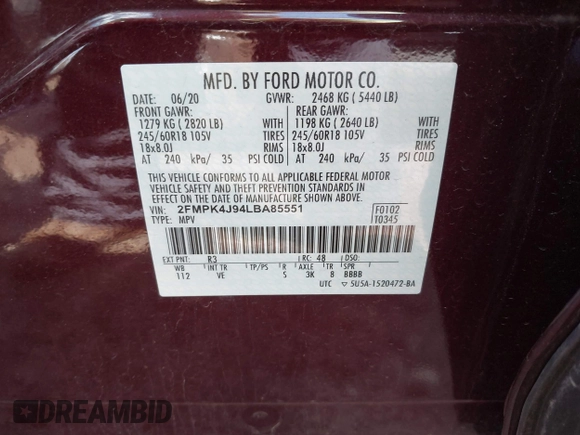 MFD. BY FORD MOTOR CO.
DATE: 06/20 GVWR: 2468 KG ( 5440 LB)
FRONT GAWR: REAR GAWR:
1279 KG ( 2820 LB) WITH 1198 KG ( 2640 LB) WITH
245/60R18 105V TIRES 245/60R18 105V TIRES
18x8.0J RIMS 18x8.0J RIMS
AT 240 kPa/ 35 PSI COLD AT 240 kPa/ 35 PSI COLD
THIS VEHICLE CONFORMS TO ALL APPLICABLE FEDERAL MOTOR
VEHICLE SAFETY AND THEFT PREVENTION STANDARDS IN
EFFECT ON THE DATE OF MANUFACTURE SHOWN ABOVE.
VIN: 2FMPK4J94LBA85551 F0102
TYPE: MPV T0345
EXT PNT: R3 RC: 48 DSO:
WB INT TR TP/PS R AXLE TR SPR
112 VE S 3K 8 BBBB
UTC ▽ 5U5A-1520472-BA
DREAMBID